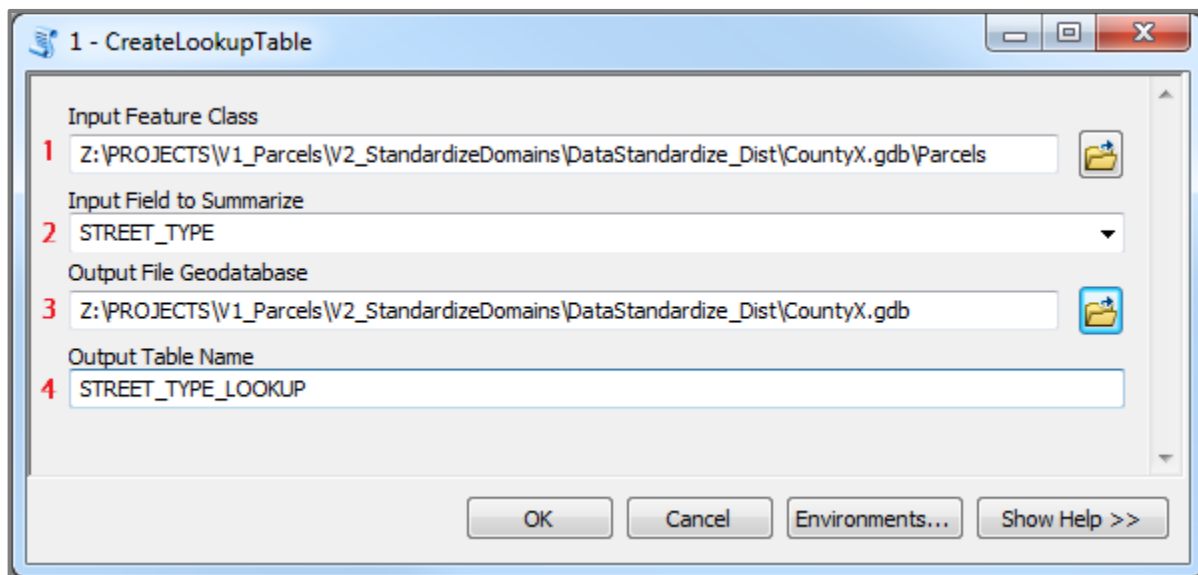 1 - CreateLookupTable
Input Feature Class
1 Z:\PROJECTS\V1_Parcels\V2_StandardizeDomains\DataStandardize_Dist\CountyX.gdb\Parcels
Input Field to Summarize
2 STREET_TYPE
Output File Geodatabase
3 Z:\PROJECTS\V1_Parcels\V2_StandardizeDomains\DataStandardize_Dist\CountyX.gdb
Output Table Name
4 STREET_TYPE_LOOKUP
OK Cancel Environments... Show Help >>